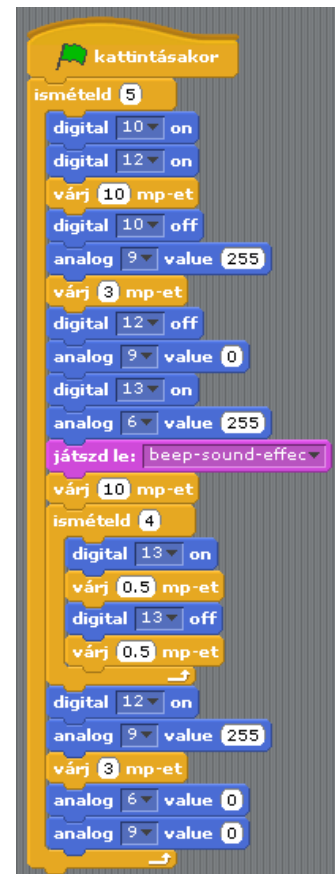 kattintásakor
ismételd 5
digital 10 on
digital 12 on
várj 10 mp-et
digital 10 off
analog 9 value 255
várj 3 mp-et
digital 12 off
analog 9 value 0
digital 13 on
analog 6 value 255
játszd le: beep-sound-effec
várj 10 mp-et
ismételd 4
digital 13 on
várj 0.5 mp-et
digital 13 off
várj 0.5 mp-et
digital 12 on
analog 9 value 255
várj 3 mp-et
analog 6 value 0
analog 9 value 0